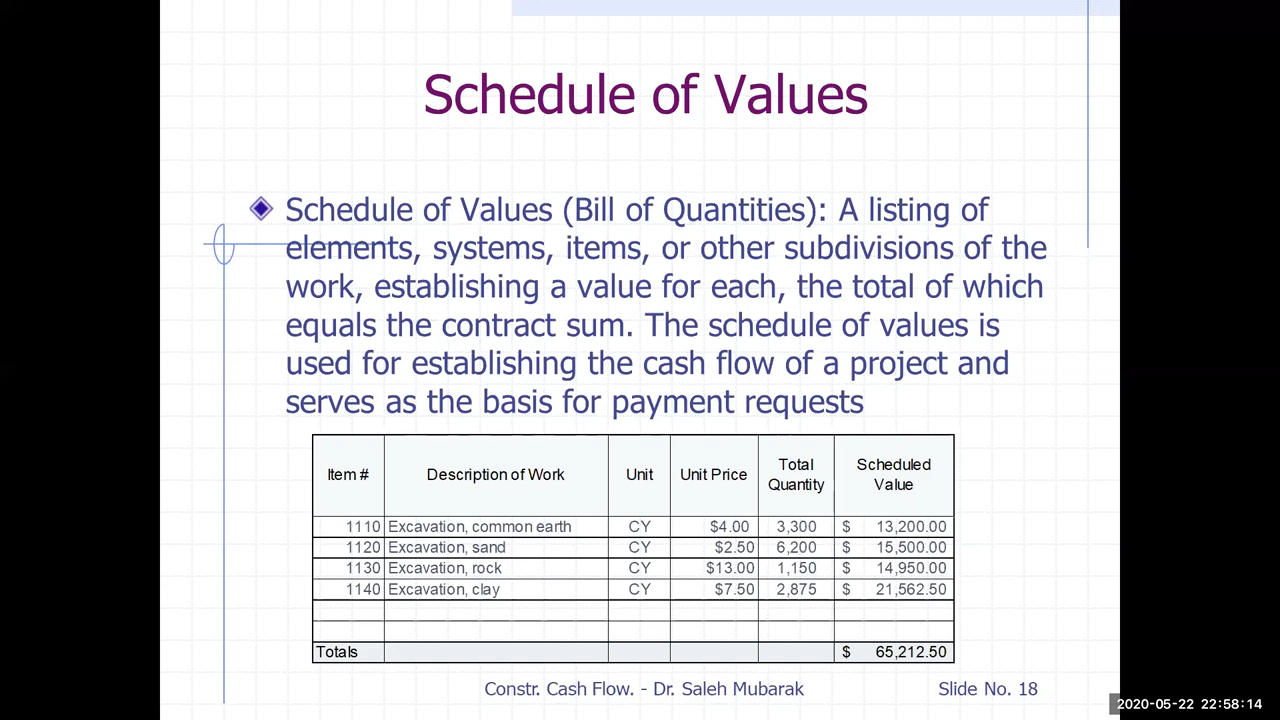 Schedule of Values
Schedule of Values (Bill of Quantities): A listing of
elements, systems, items, or other subdivisions of the
work, establishing a value for each, the total of which
equals the contract sum. The schedule of values is
used for establishing the cash flow of a project and
serves as the basis for payment requests
Item # Description of Work Unit Unit Price Total Quantity Scheduled Value
1110 Excavation, common earth CY $4.00 3,300 $ 13,200.00
1120 Excavation, sand CY $2.50 6,200 $ 15,500.00
1130 Excavation, rock CY $13.00 1,150 $ 14,950.00
1140 Excavation, clay CY $7.50 2,875 $ 21,562.50
Totals $ 65,212.50
Constr. Cash Flow. - Dr. Saleh Mubarak Slide No. 18
2020-05-22 22:58:14